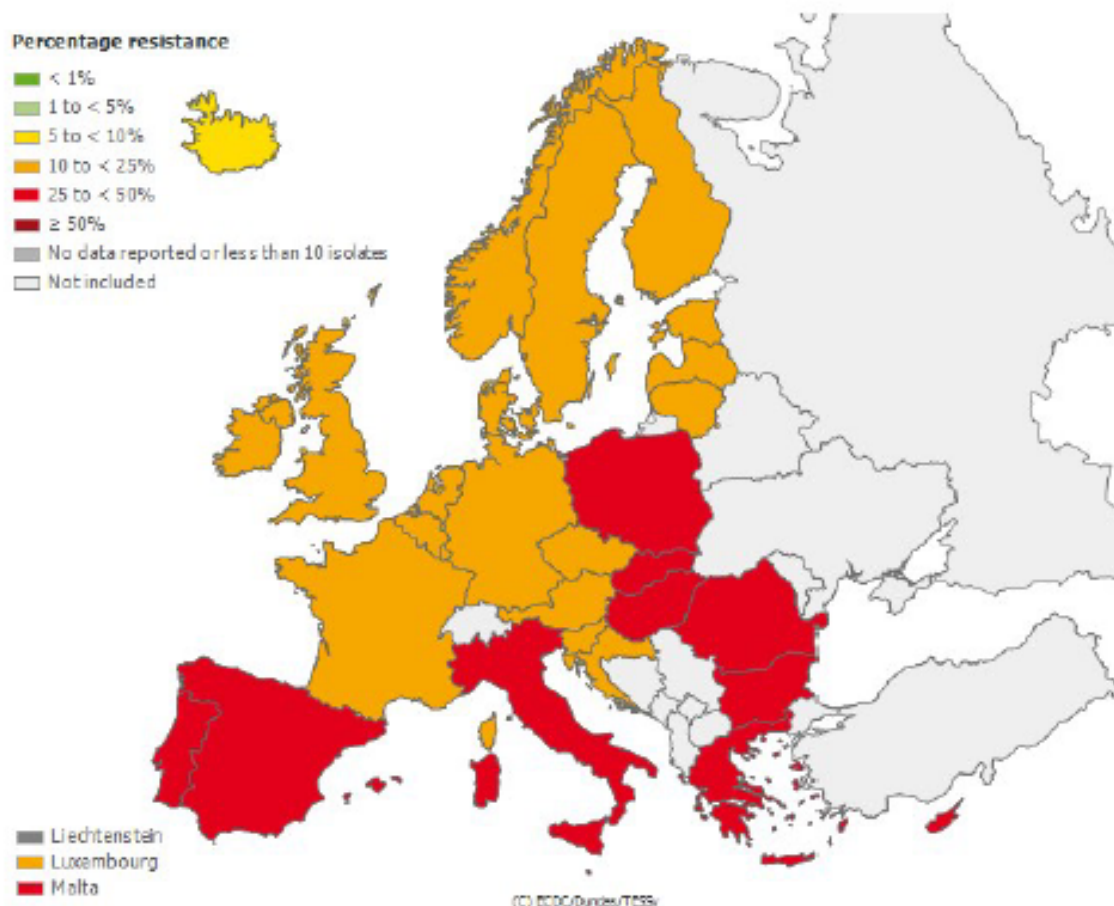 Percentage resistance
< 1%
1 to < 5%
5 to < 10%
10 to < 25%
25 to < 50%
≥ 50%
No data reported or less than 10 isolates
Not included
Liechtenstein
Luxembourg
Malta
(C) ECDC/Dundas/TESSy